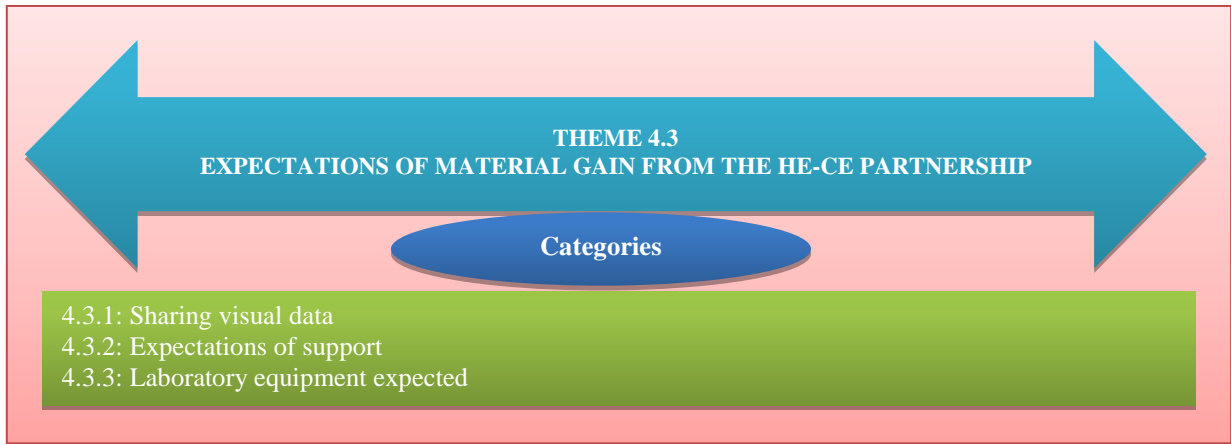 THEME 4.3
EXPECTATIONS OF MATERIAL GAIN FROM THE HE-CE PARTNERSHIP
Categories
4.3.1: Sharing visual data
4.3.2: Expectations of support
4.3.3: Laboratory equipment expected